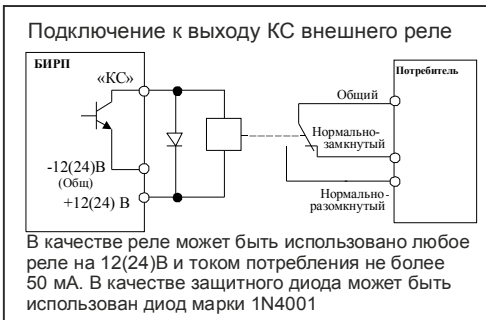 Подключение к выходу КС внешнего реле
БИРП
«КС»
-12(24)В
(Общ)
+12(24) В
Потребитель
Общий
Нормально-
замкнутый
Нормально-
разомкнутый
В качестве реле может быть использовано любое
реле на 12(24)В и током потребления не более
50 мА. В качестве защитного диода может быть
использован диод марки 1N4001